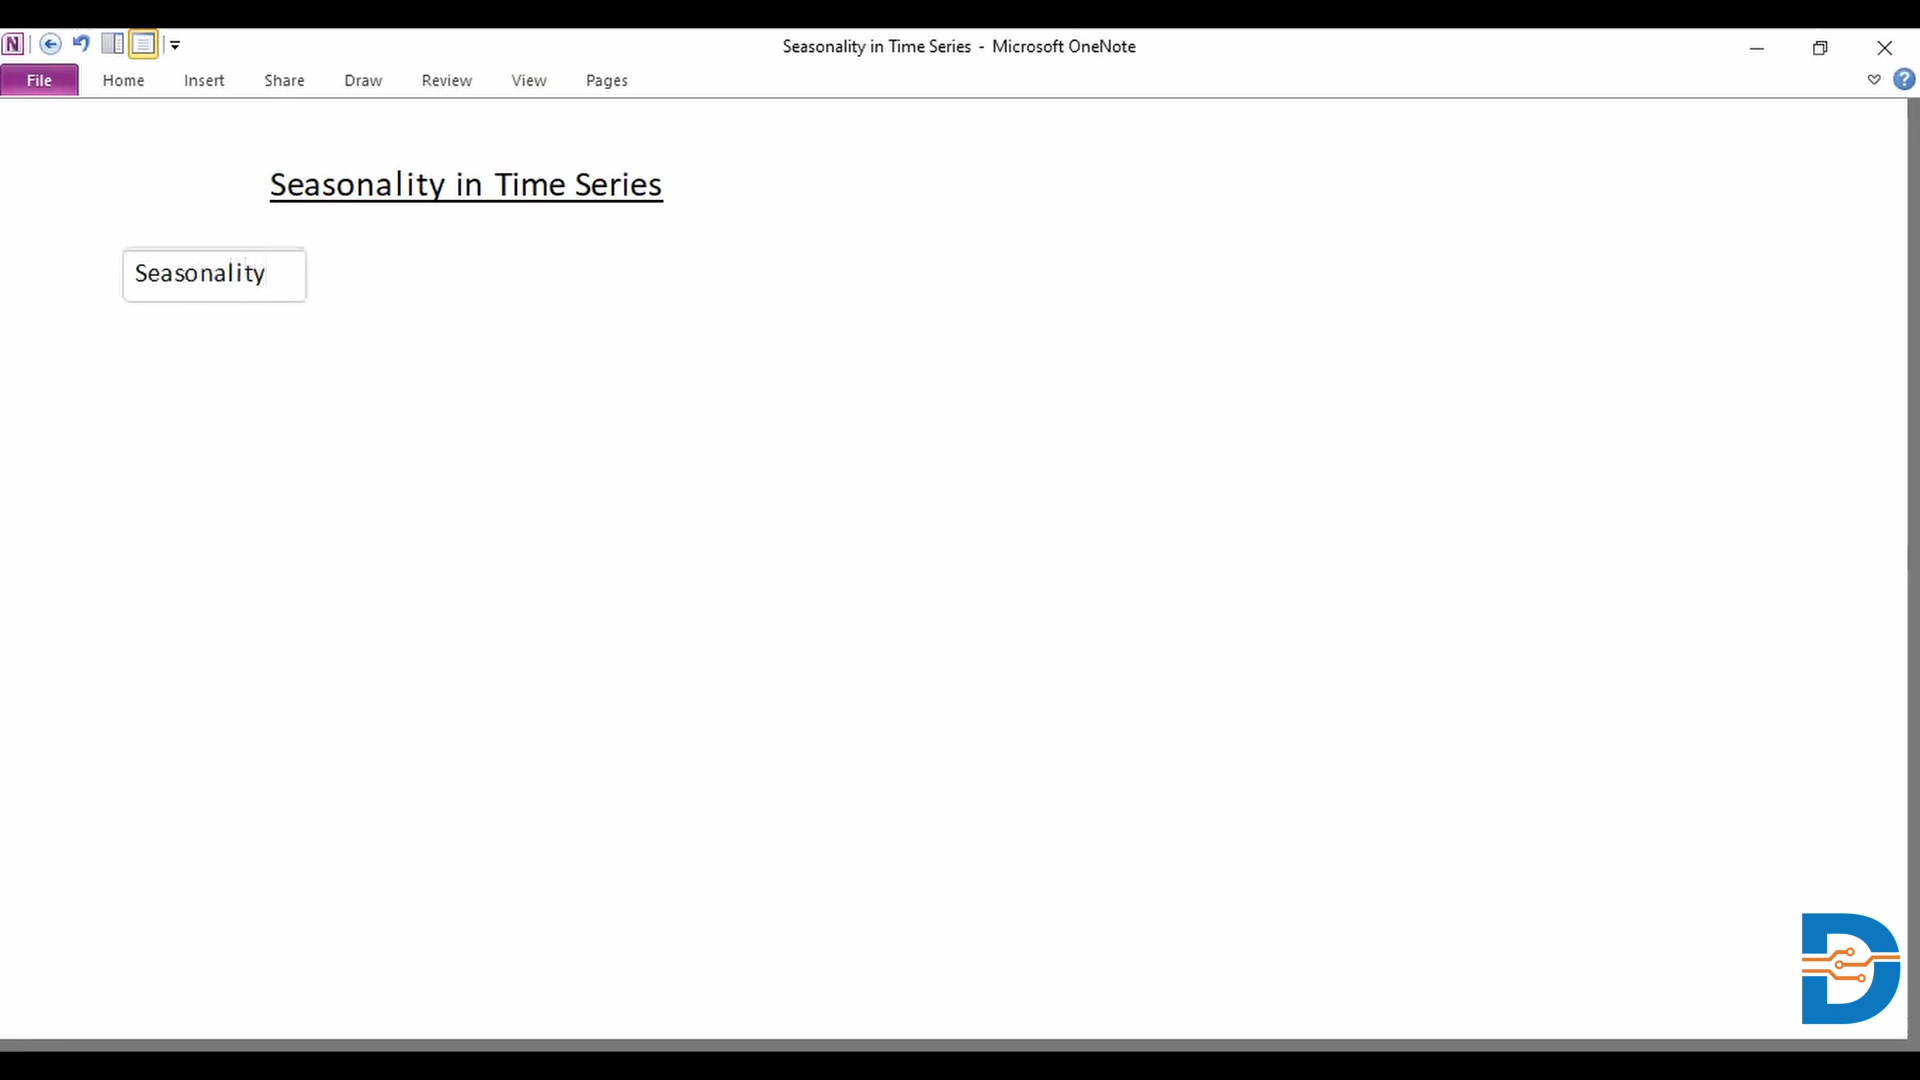 Seasonality in Time Series - Microsoft OneNote
File Home Insert Share Draw Review View Pages
Seasonality in Time Series
Seasonality